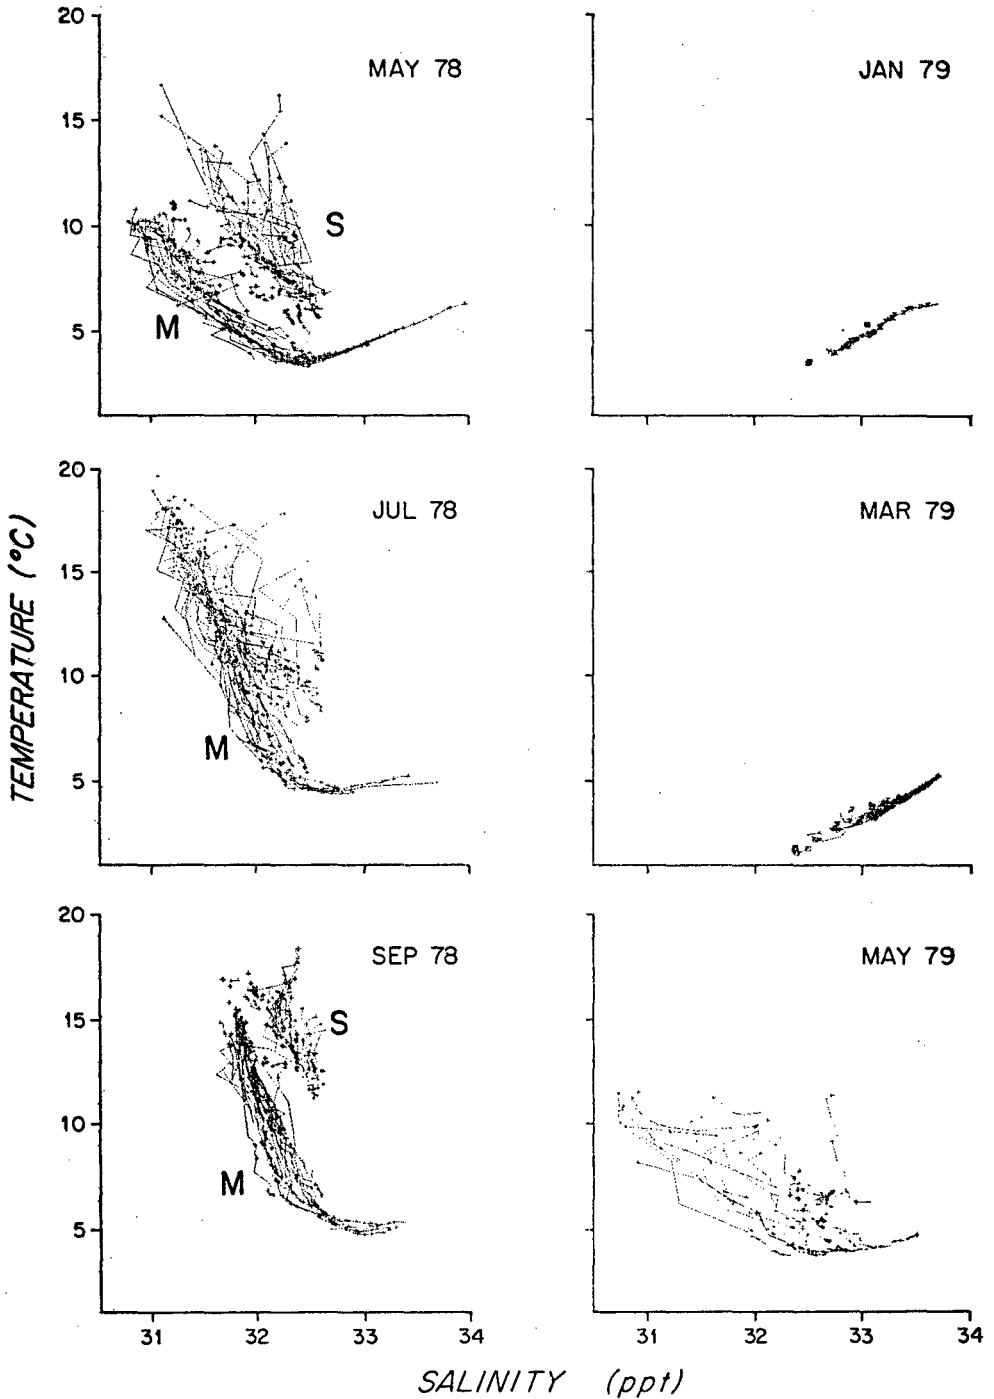 20
15
10
5
MAY 78
S
M
JAN 79
20
15
10
5
JUL 78
M
MAR 79
20
15
10
5
SEP 78
S
M
31 32 33 34
MAY 79
31 32 33 34
TEMPERATURE (°C)
SALINITY (ppt)